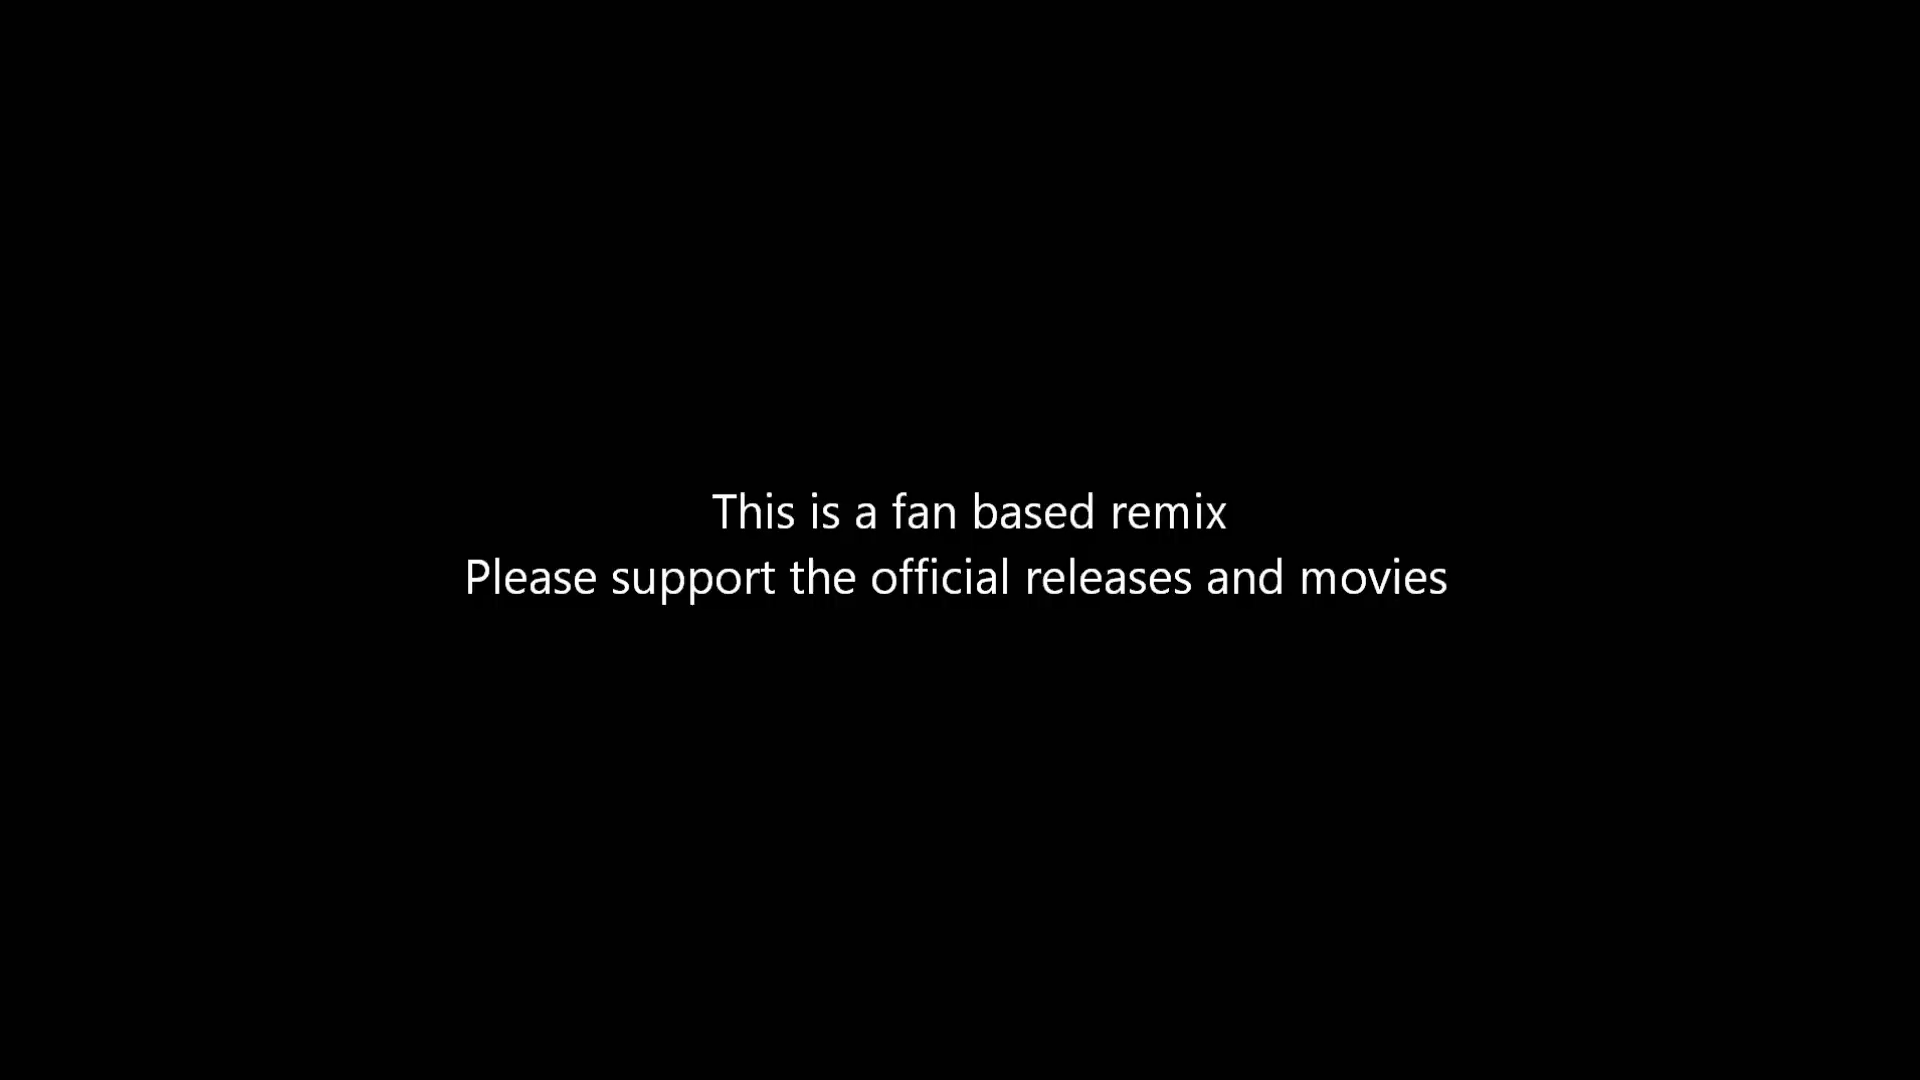 This is a fan based remix
Please support the official releases and movies